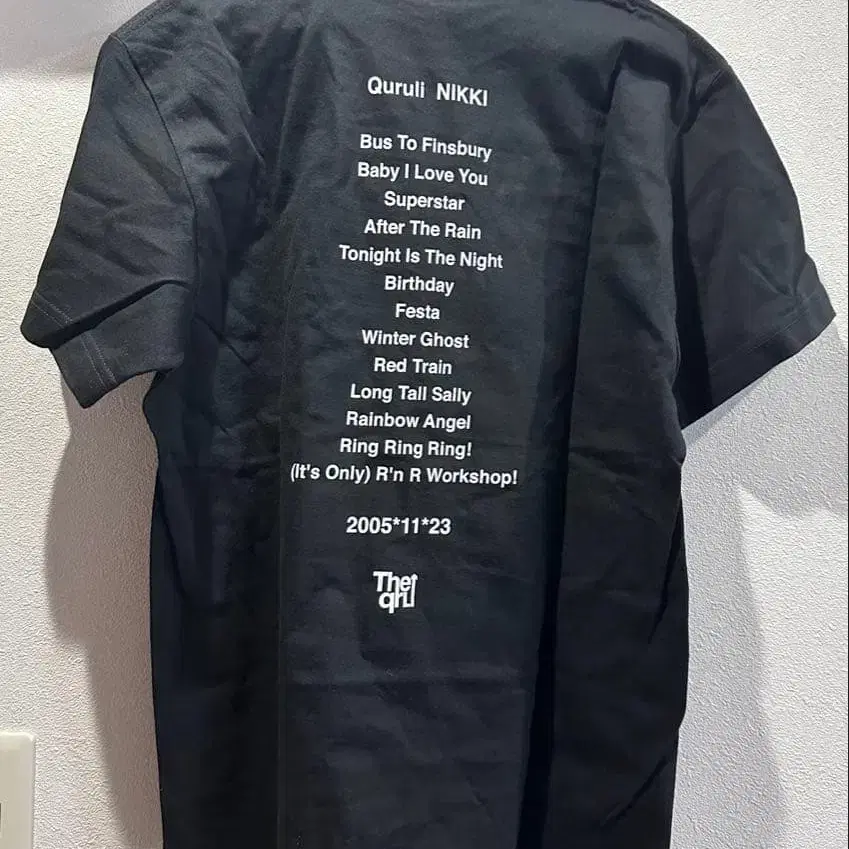 Quruli NIKKI
Bus To Finsbury
Baby I Love You
Superstar
After The Rain
Tonight Is The Night
Birthday
Festa
Winter Ghost
Red Train
Long Tall Sally
Rainbow Angel
Ring Ring Ring!
(It's Only) R'n R Workshop!
2005*11*23
The
qrli